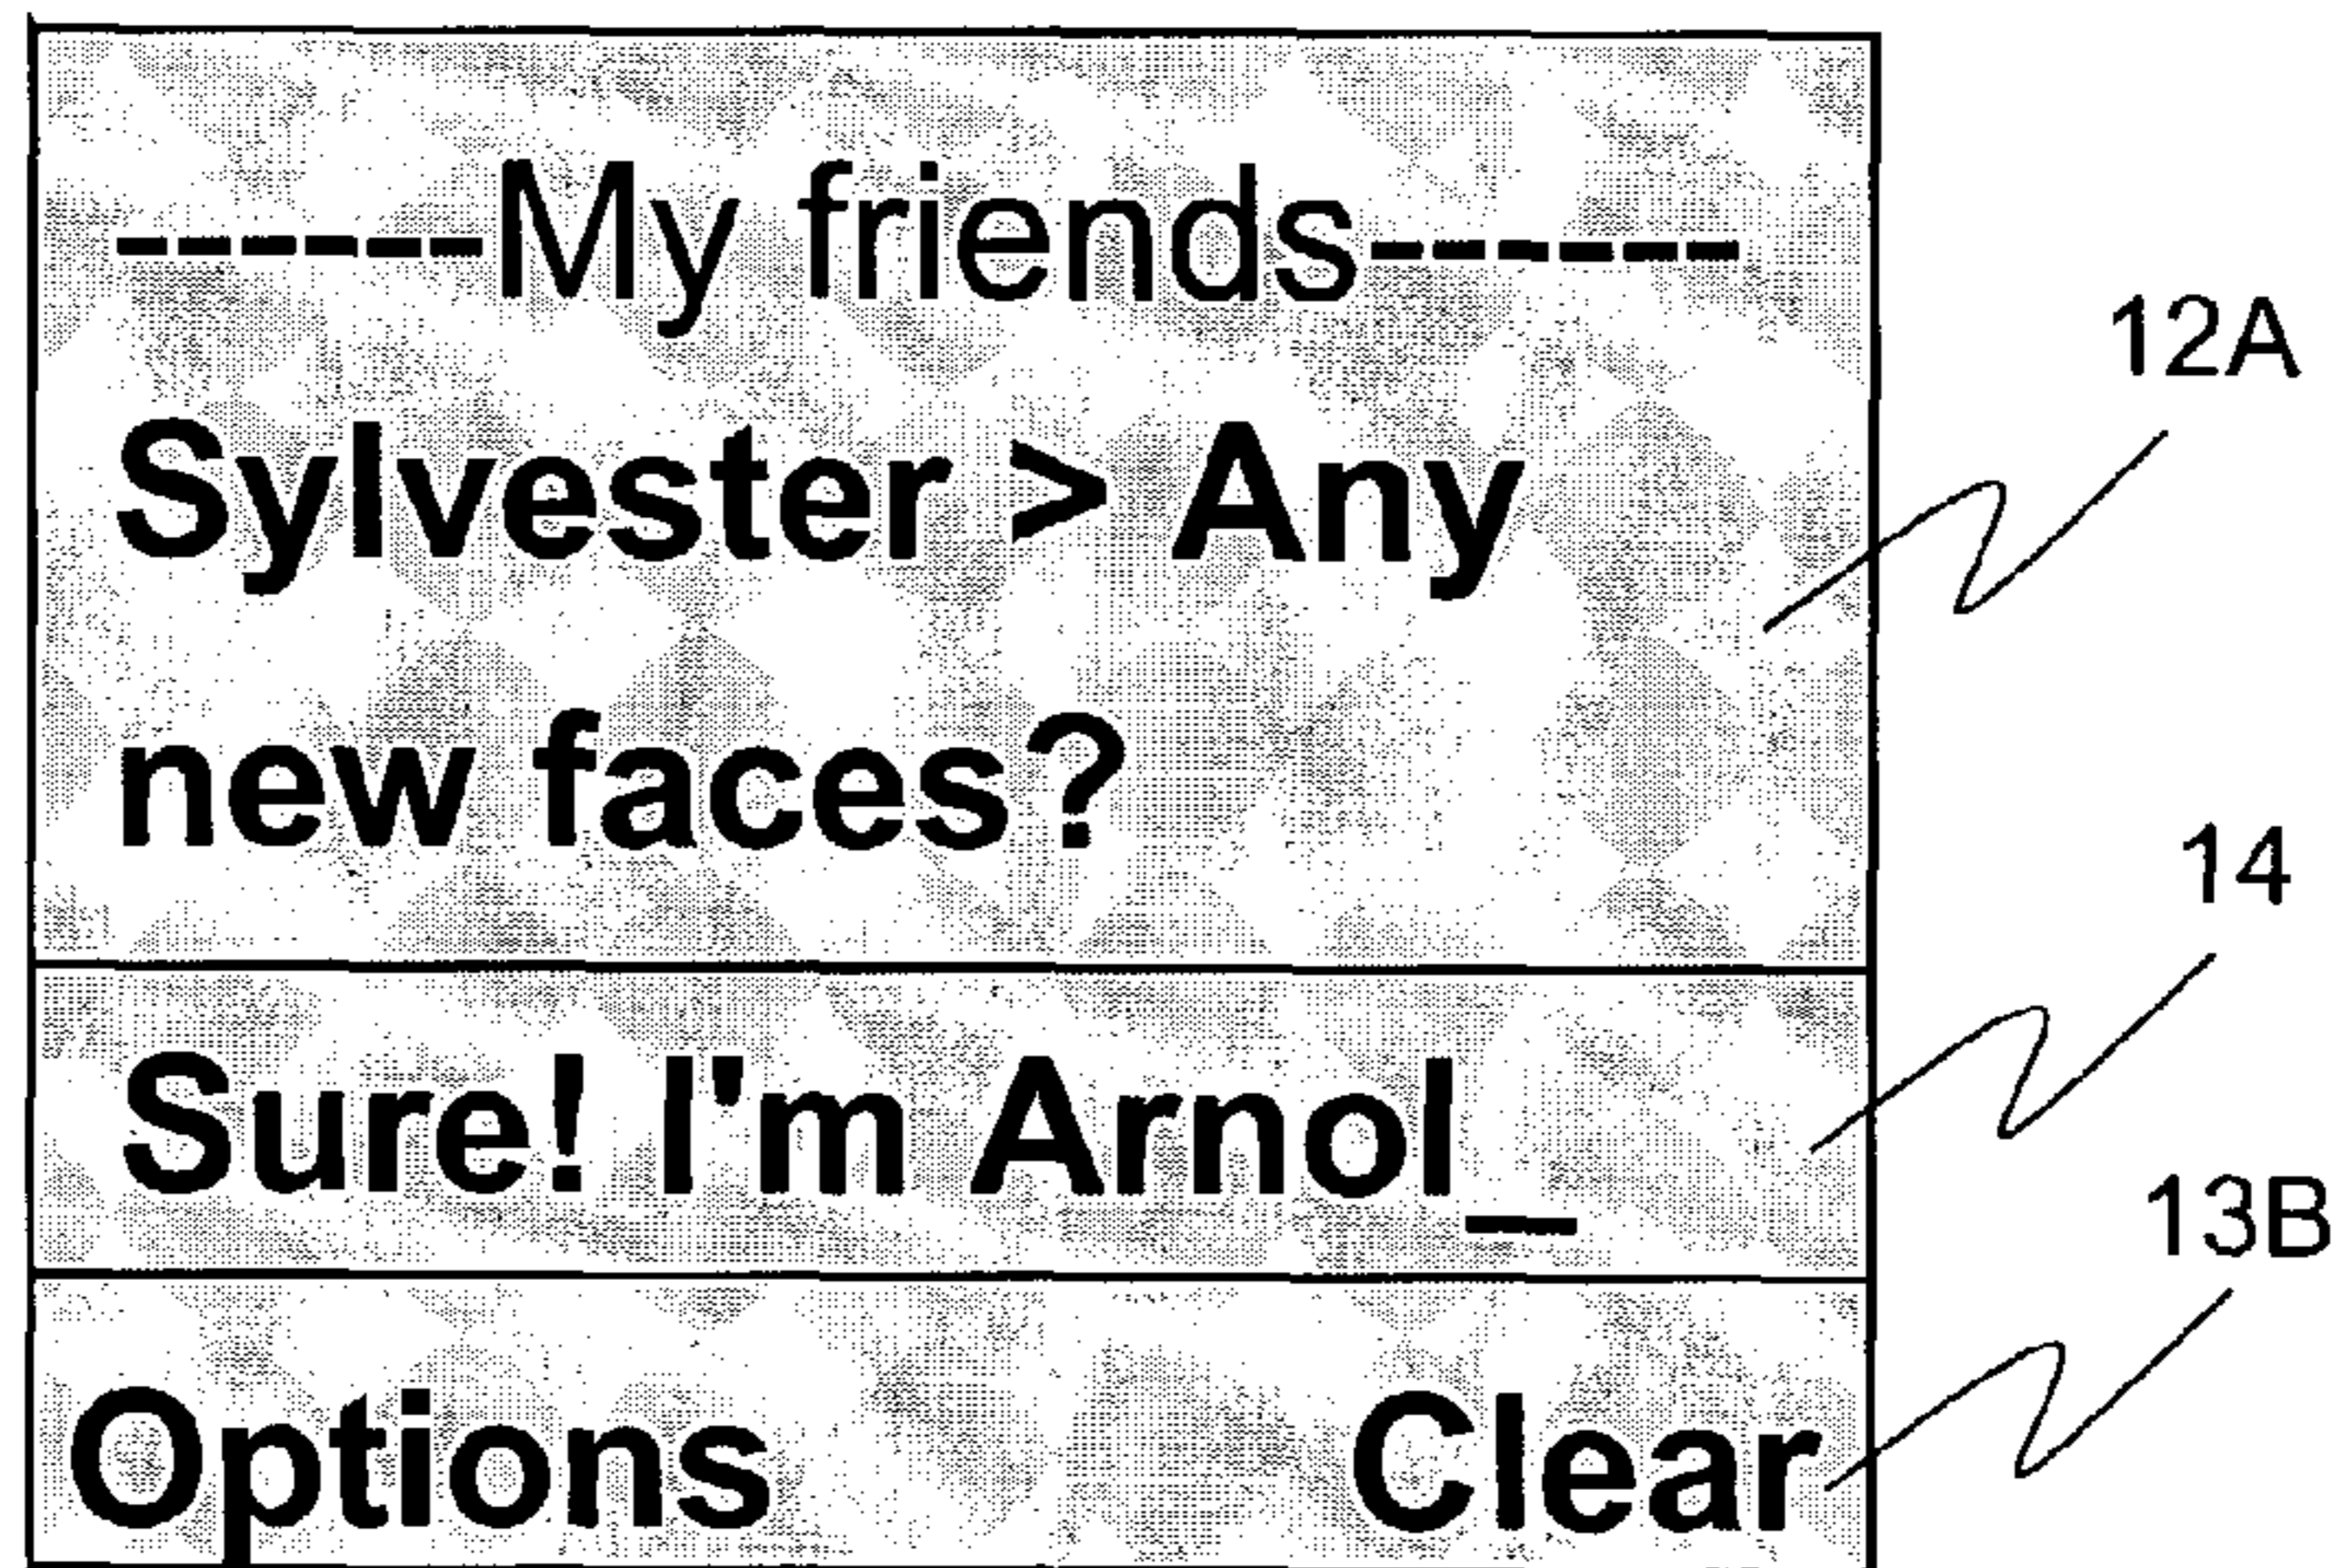 ------My friends------
12A
Sylvester > Any
new faces?
14
Sure! I'm Arnol_
13B
Options Clear